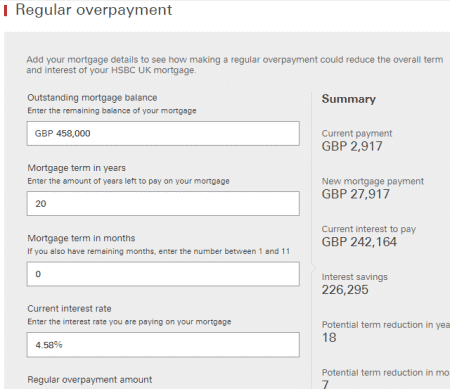 Regular overpayment
Add your mortgage details to see how making a regular overpayment could reduce the overall term
and interest of your HSBC UK mortgage.
Outstanding mortgage balance
Enter the remaining balance of your mortgage
GBP 458,000
Mortgage term in years
Enter the amount of years left to pay on your mortgage
20
Mortgage term in months
If you also have remaining months, enter the number between 1 and 11
0
Current interest rate
Enter the interest rate you are paying on your mortgage
4.58%
Regular overpayment amount
Summary
Current payment
GBP 2,917
New mortgage payment
GBP 27,917
Current interest to pay
GBP 242,164
Interest savings
226,295
Potential term reduction in yea
18
Potential term reduction in mo
7